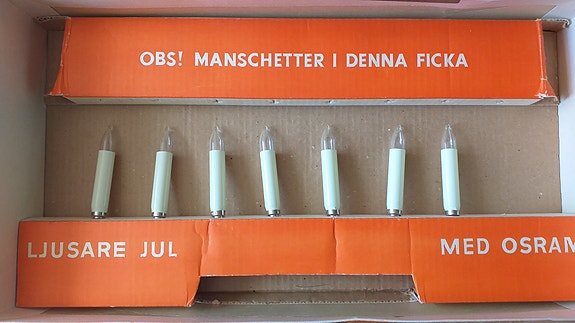 OBS! MANSCHETTER I DENNA FICKA
LJUSARE JUL MED OSRAM